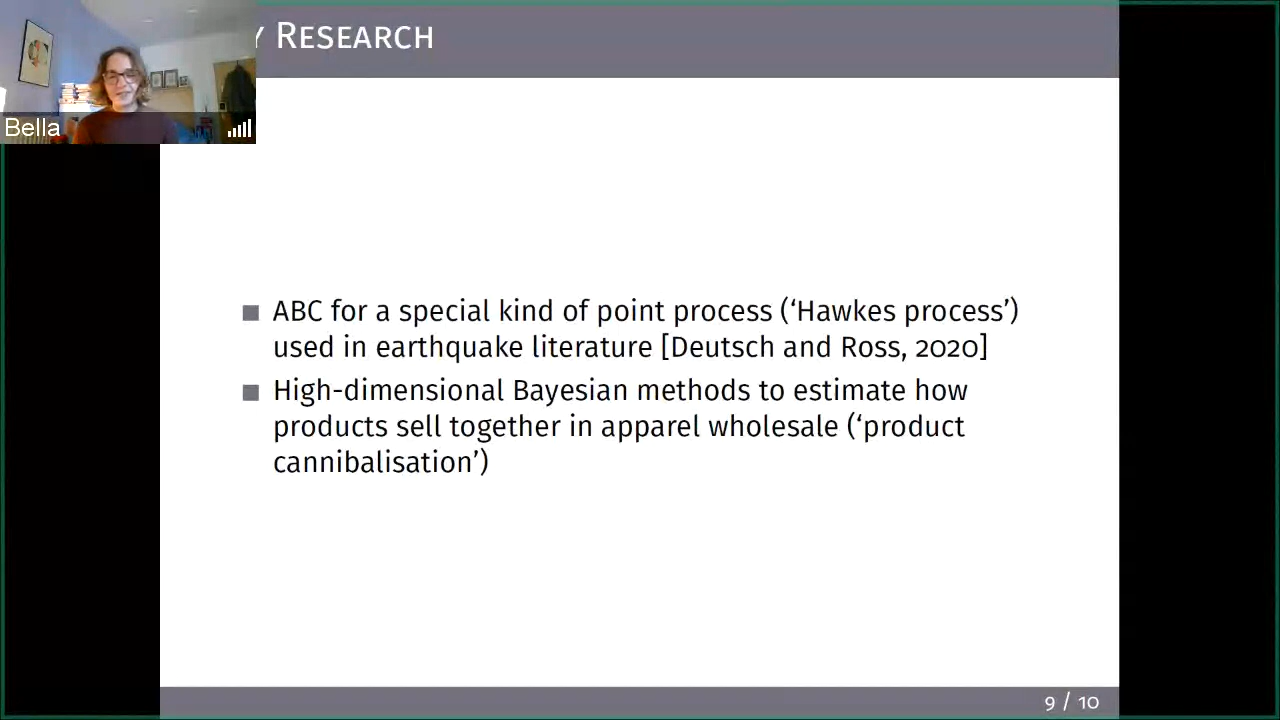 RESEARCH
Bella
ABC for a special kind of point process (‘Hawkes process’)
used in earthquake literature [Deutsch and Ross, 2020]
High-dimensional Bayesian methods to estimate how
products sell together in apparel wholesale (‘product
cannibalisation’)
9 / 10